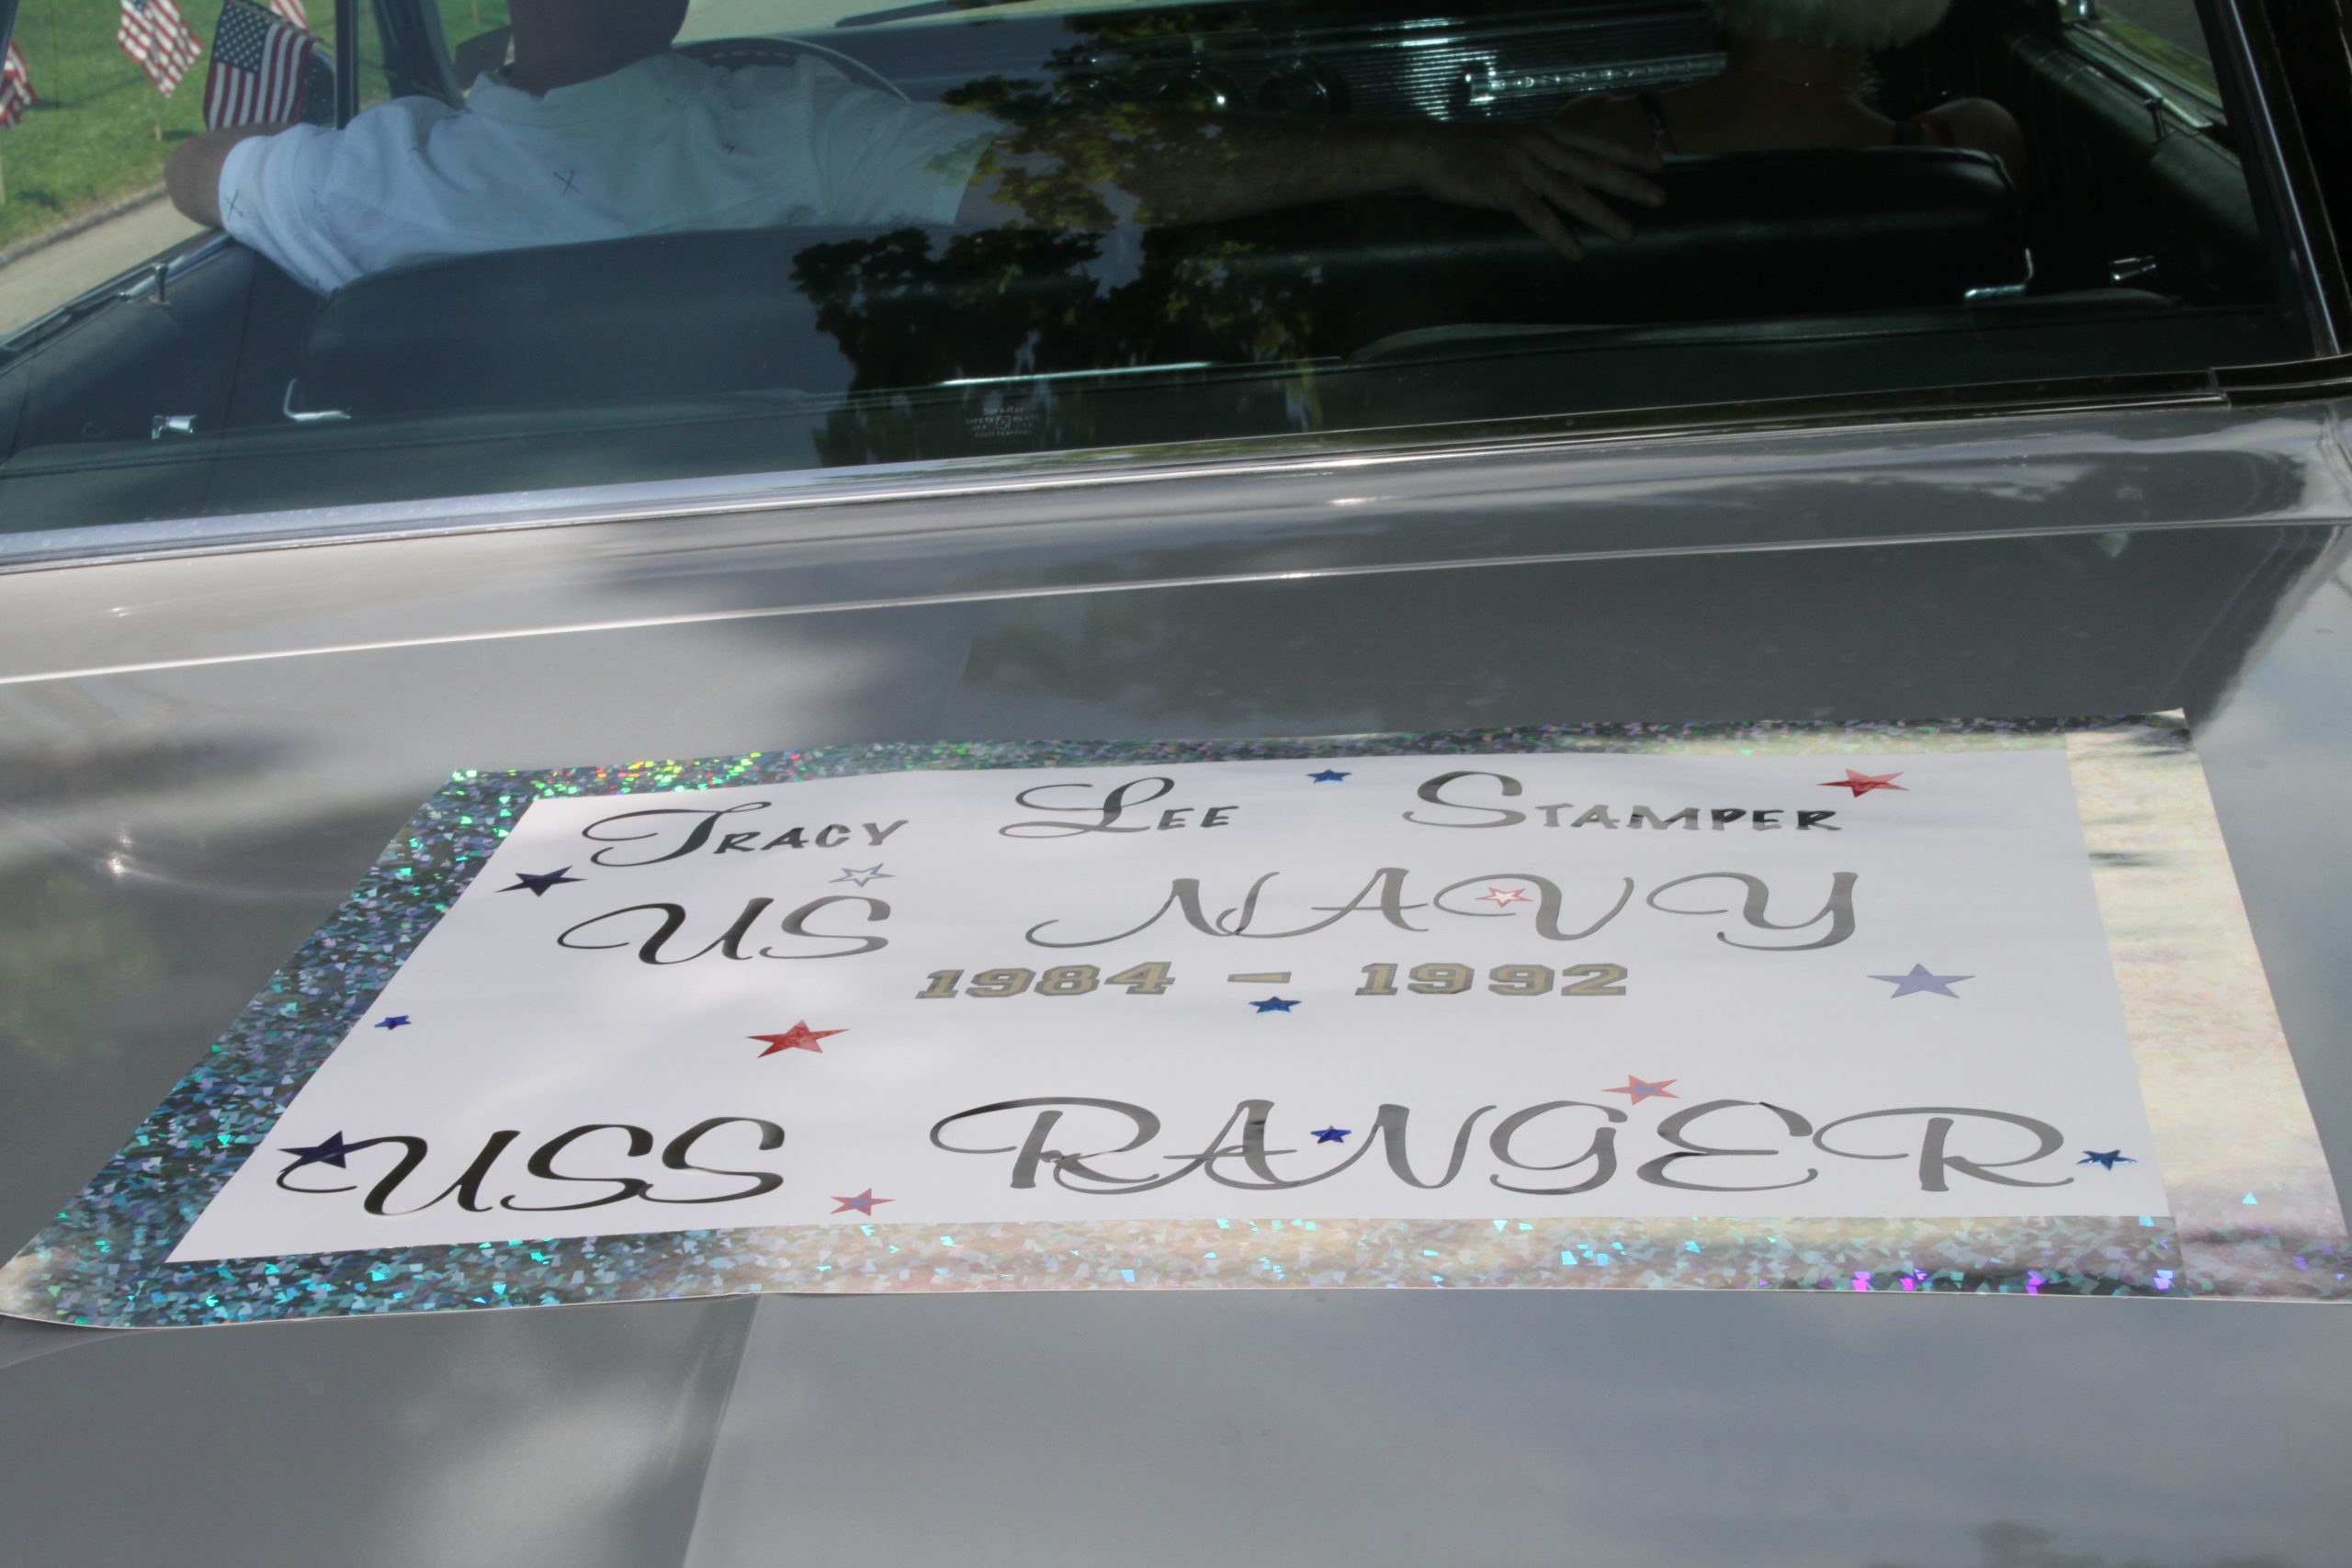 TRACY LEE STAMPER
US NAVY
1984 - 1992
USS RANGER